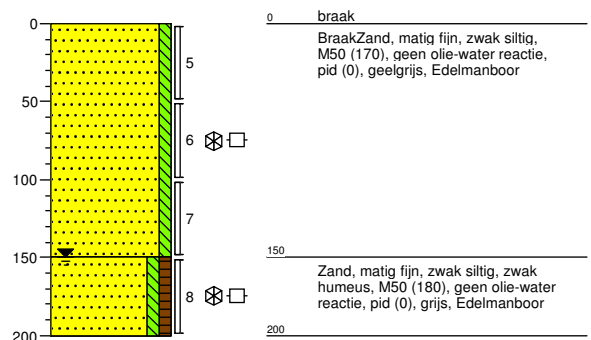 0
50
100
150
200
5
6
7
8
0 braak
BraakZand, matig fijn, zwak siltig,
M50 (170), geen olie-water reactie,
pid (0), geelgrijs, Edelmanboor
150
Zand, matig fijn, zwak siltig, zwak
humeus, M50 (180), geen olie-water
reactie, pid (0), grijs, Edelmanboor
200